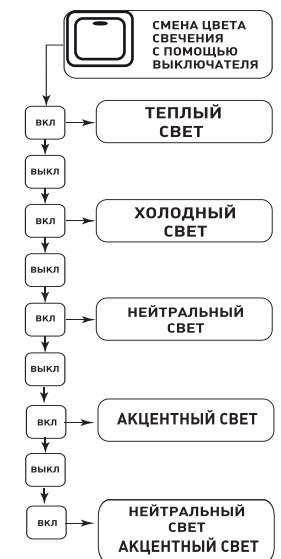 СМЕНА ЦВЕТА
СВЕЧЕНИЯ
С ПОМОЩЬЮ
ВЫКЛЮЧАТЕЛЯ
ВКЛ
ТЕПЛЫЙ
СВЕТ
ВЫКЛ
ВКЛ
ХОЛОДНЫЙ
СВЕТ
ВЫКЛ
ВКЛ
НЕЙТРАЛЬНЫЙ
СВЕТ
ВЫКЛ
ВКЛ
АКЦЕНТНЫЙ СВЕТ
ВЫКЛ
ВКЛ
НЕЙТРАЛЬНЫЙ
СВЕТ
АКЦЕНТНЫЙ СВЕТ